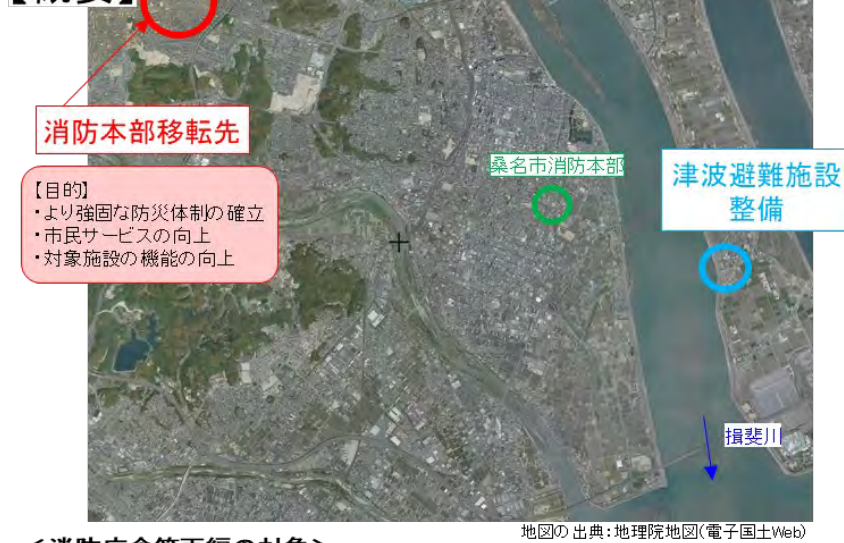 【概要】
消防本部移転先
【目的】
・より強固な防災体制の確立
・市民サービスの向上
・対象施設の機能の向上
桑名市消防本部
津波避難施設
整備
揖斐川
地図の出典:地理院地図(電子国土Web)
<消防庁舎等再編の対象>